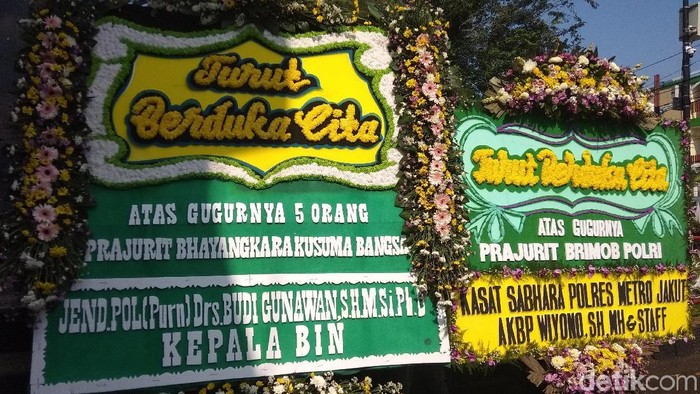 Turut
Berduka Cita
ATAS GUGURNYA 5 ORANG
PRAJURIT BHAYANGKARA KUSUMA BANGSA
JEND.POL(Purn) Drs.BUDI GUNAWAN,S.H,M.Si,Ph.D
KEPALA BIN
Turut Berduka Cita
ATAS GUGURNYA
PRAJURIT BRIMOB POLRI
KASAT SABHARA POLRES METRO JAKUT
AKBP WIYONO, SH, MH & STAFF
detikcom